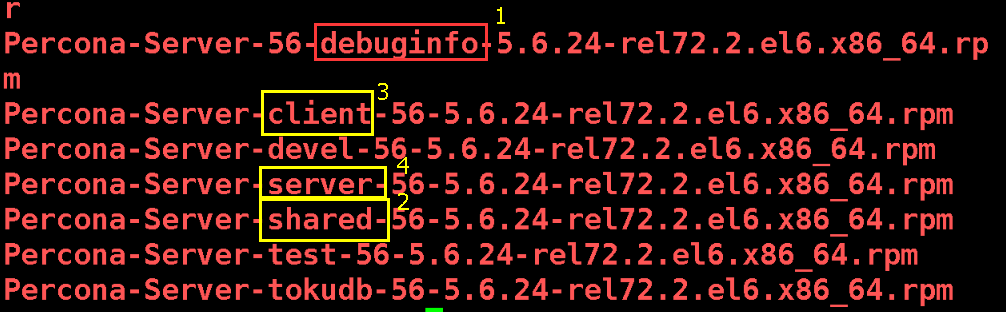 r
Percona-Server-56-debuginfo-5.6.24-rel72.2.el6.x86_64.rp
1
m
Percona-Server-client-56-5.6.24-rel72.2.el6.x86_64.rpm
3
Percona-Server-devel-56-5.6.24-rel72.2.el6.x86_64.rpm
Percona-Server-server-56-5.6.24-rel72.2.el6.x86_64.rpm
4
Percona-Server-shared-56-5.6.24-rel72.2.el6.x86_64.rpm
2
Percona-Server-test-56-5.6.24-rel72.2.el6.x86_64.rpm
Percona-Server-tokudb-56-5.6.24-rel72.2.el6.x86_64.rpm